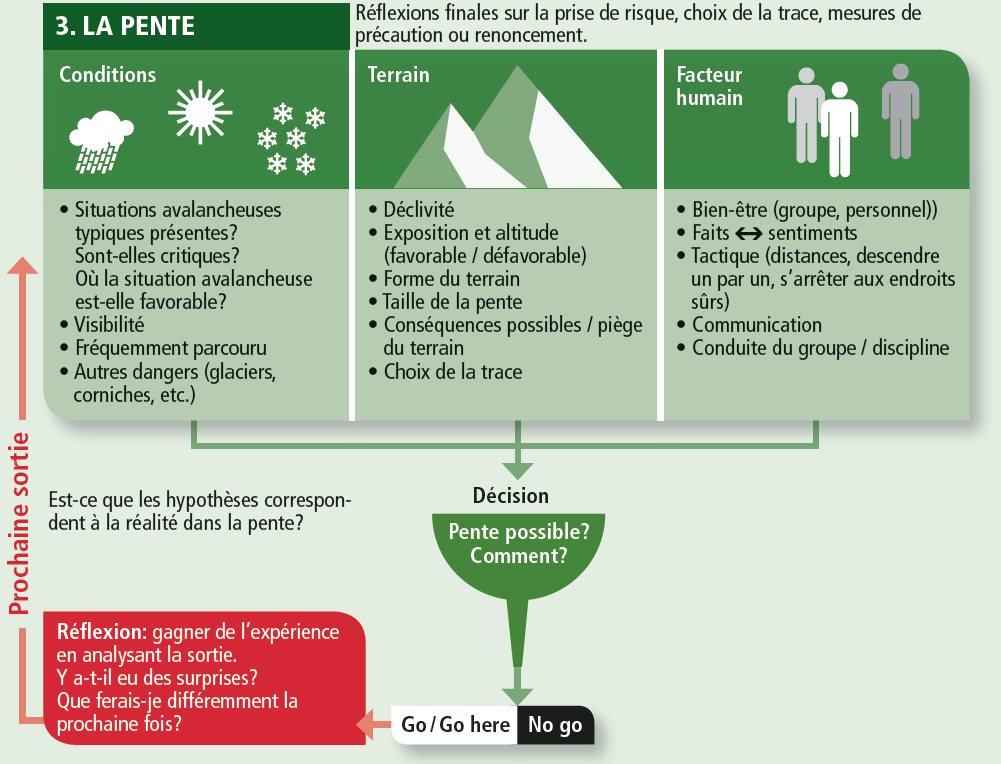 3. LA PENTE
Réflexions finales sur la prise de risque, choix de la trace, mesures de
précaution ou renoncement.
Conditions
• Situations avalancheuses
typiques présentes?
Sont-elles critiques?
Où la situation avalancheuse
est-elle favorable?
• Visibilité
• Fréquemment parcouru
• Autres dangers (glaciers,
corniches, etc.)
Terrain
• Déclivité
• Exposition et altitude
(favorable / défavorable)
• Forme du terrain
• Taille de la pente
• Conséquences possibles / piège
du terrain
• Choix de la trace
Facteur
humain
• Bien-être (groupe, personnel))
• Faits ↔ sentiments
• Tactique (distances, descendre
un par un, s’arrêter aux endroits
sûrs)
• Communication
• Conduite du groupe / discipline
Est-ce que les hypothèses correspon-
dent à la réalité dans la pente?
Décision
Pente possible?
Comment?
Go / Go here
No go
Réflexion: gagner de l’expérience
en analysant la sortie.
Y a-t-il eu des surprises?
Que ferais-je différemment la
prochaine fois?
Prochaine sortie